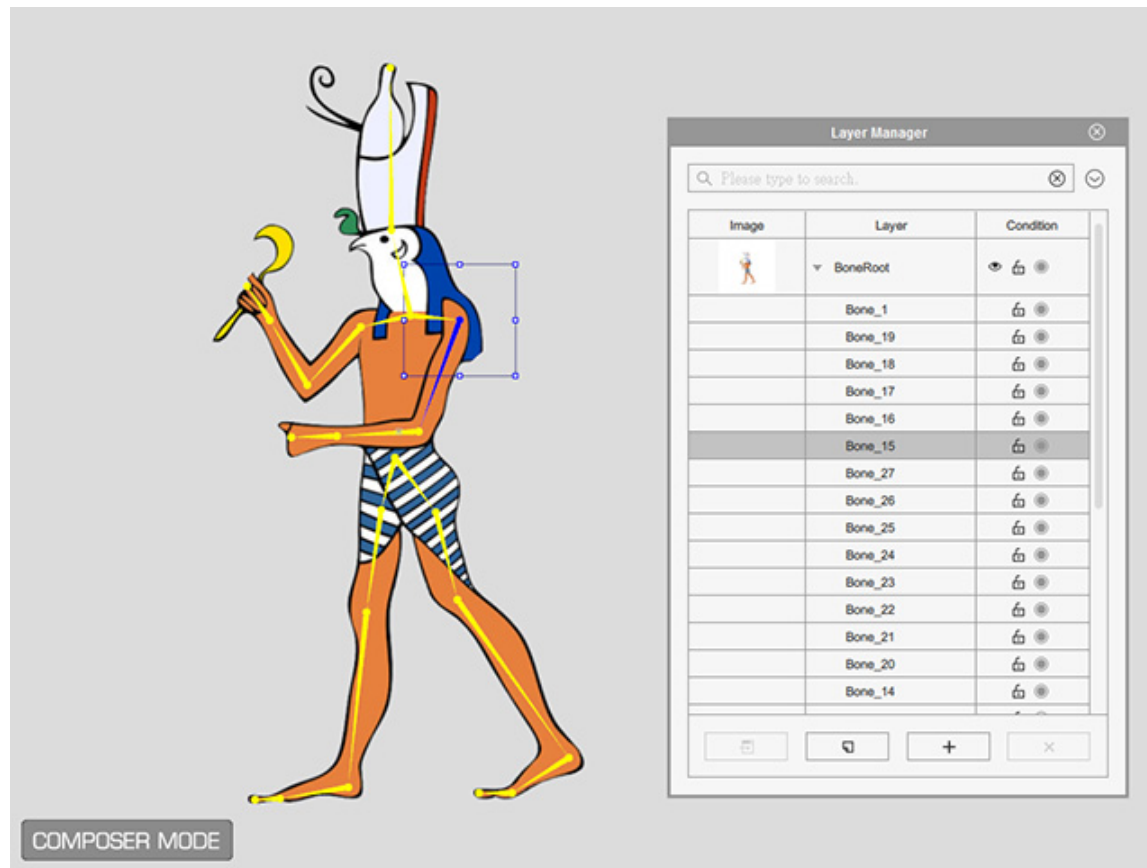 Layer Manager
Please type to search.
Image Layer Condition
BoneRoot
Bone_1
Bone_19
Bone_18
Bone_17
Bone_16
Bone_15
Bone_27
Bone_26
Bone_25
Bone_24
Bone_23
Bone_22
Bone_21
Bone_20
Bone_14
COMPOSER MODE